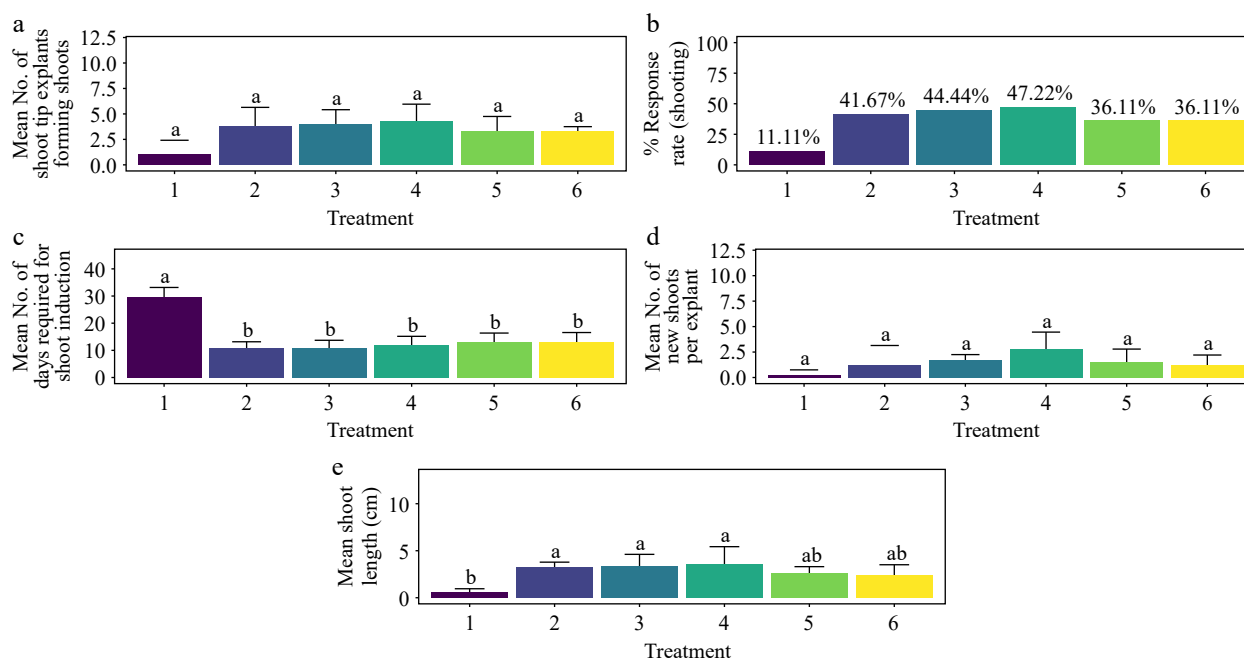 a
Mean No. of
shoot tip explants
forming shoots
12.5
10.0
7.5
5.0
2.5
0.0
a a a a a a
1 2 3 4 5 6
Treatment
b
% Response
rate (shooting)
100
75
50
25
0
11.11% 41.67% 44.44% 47.22% 36.11% 36.11%
1 2 3 4 5 6
Treatment
c
Mean No. of
days required for
shoot induction
40
30
20
10
0
a b b b b b
1 2 3 4 5 6
Treatment
d
Mean No. of
new shoots
per explant
12.5
10.0
7.5
5.0
2.5
0.0
a a a a a a
1 2 3 4 5 6
Treatment
e
Mean shoot
length (cm)
10
5
0
b a a a ab ab
1 2 3 4 5 6
Treatment